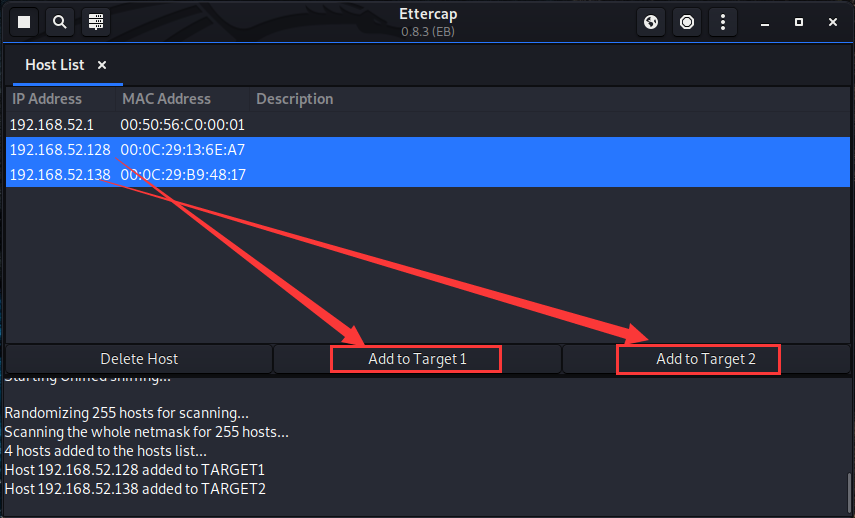 Ettercap
0.8.3 (EB)
Host List ×
IP Address MAC Address Description
192.168.52.1 00:50:56:C0:00:01
192.168.52.128 00:0C:29:13:6E:A7
192.168.52.138 00:0C:29:B9:48:17
Delete Host Add to Target 1 Add to Target 2
Starting Unified sniffing...
Randomizing 255 hosts for scanning...
Scanning the whole netmask for 255 hosts...
4 hosts added to the hosts list...
Host 192.168.52.128 added to TARGET1
Host 192.168.52.138 added to TARGET2